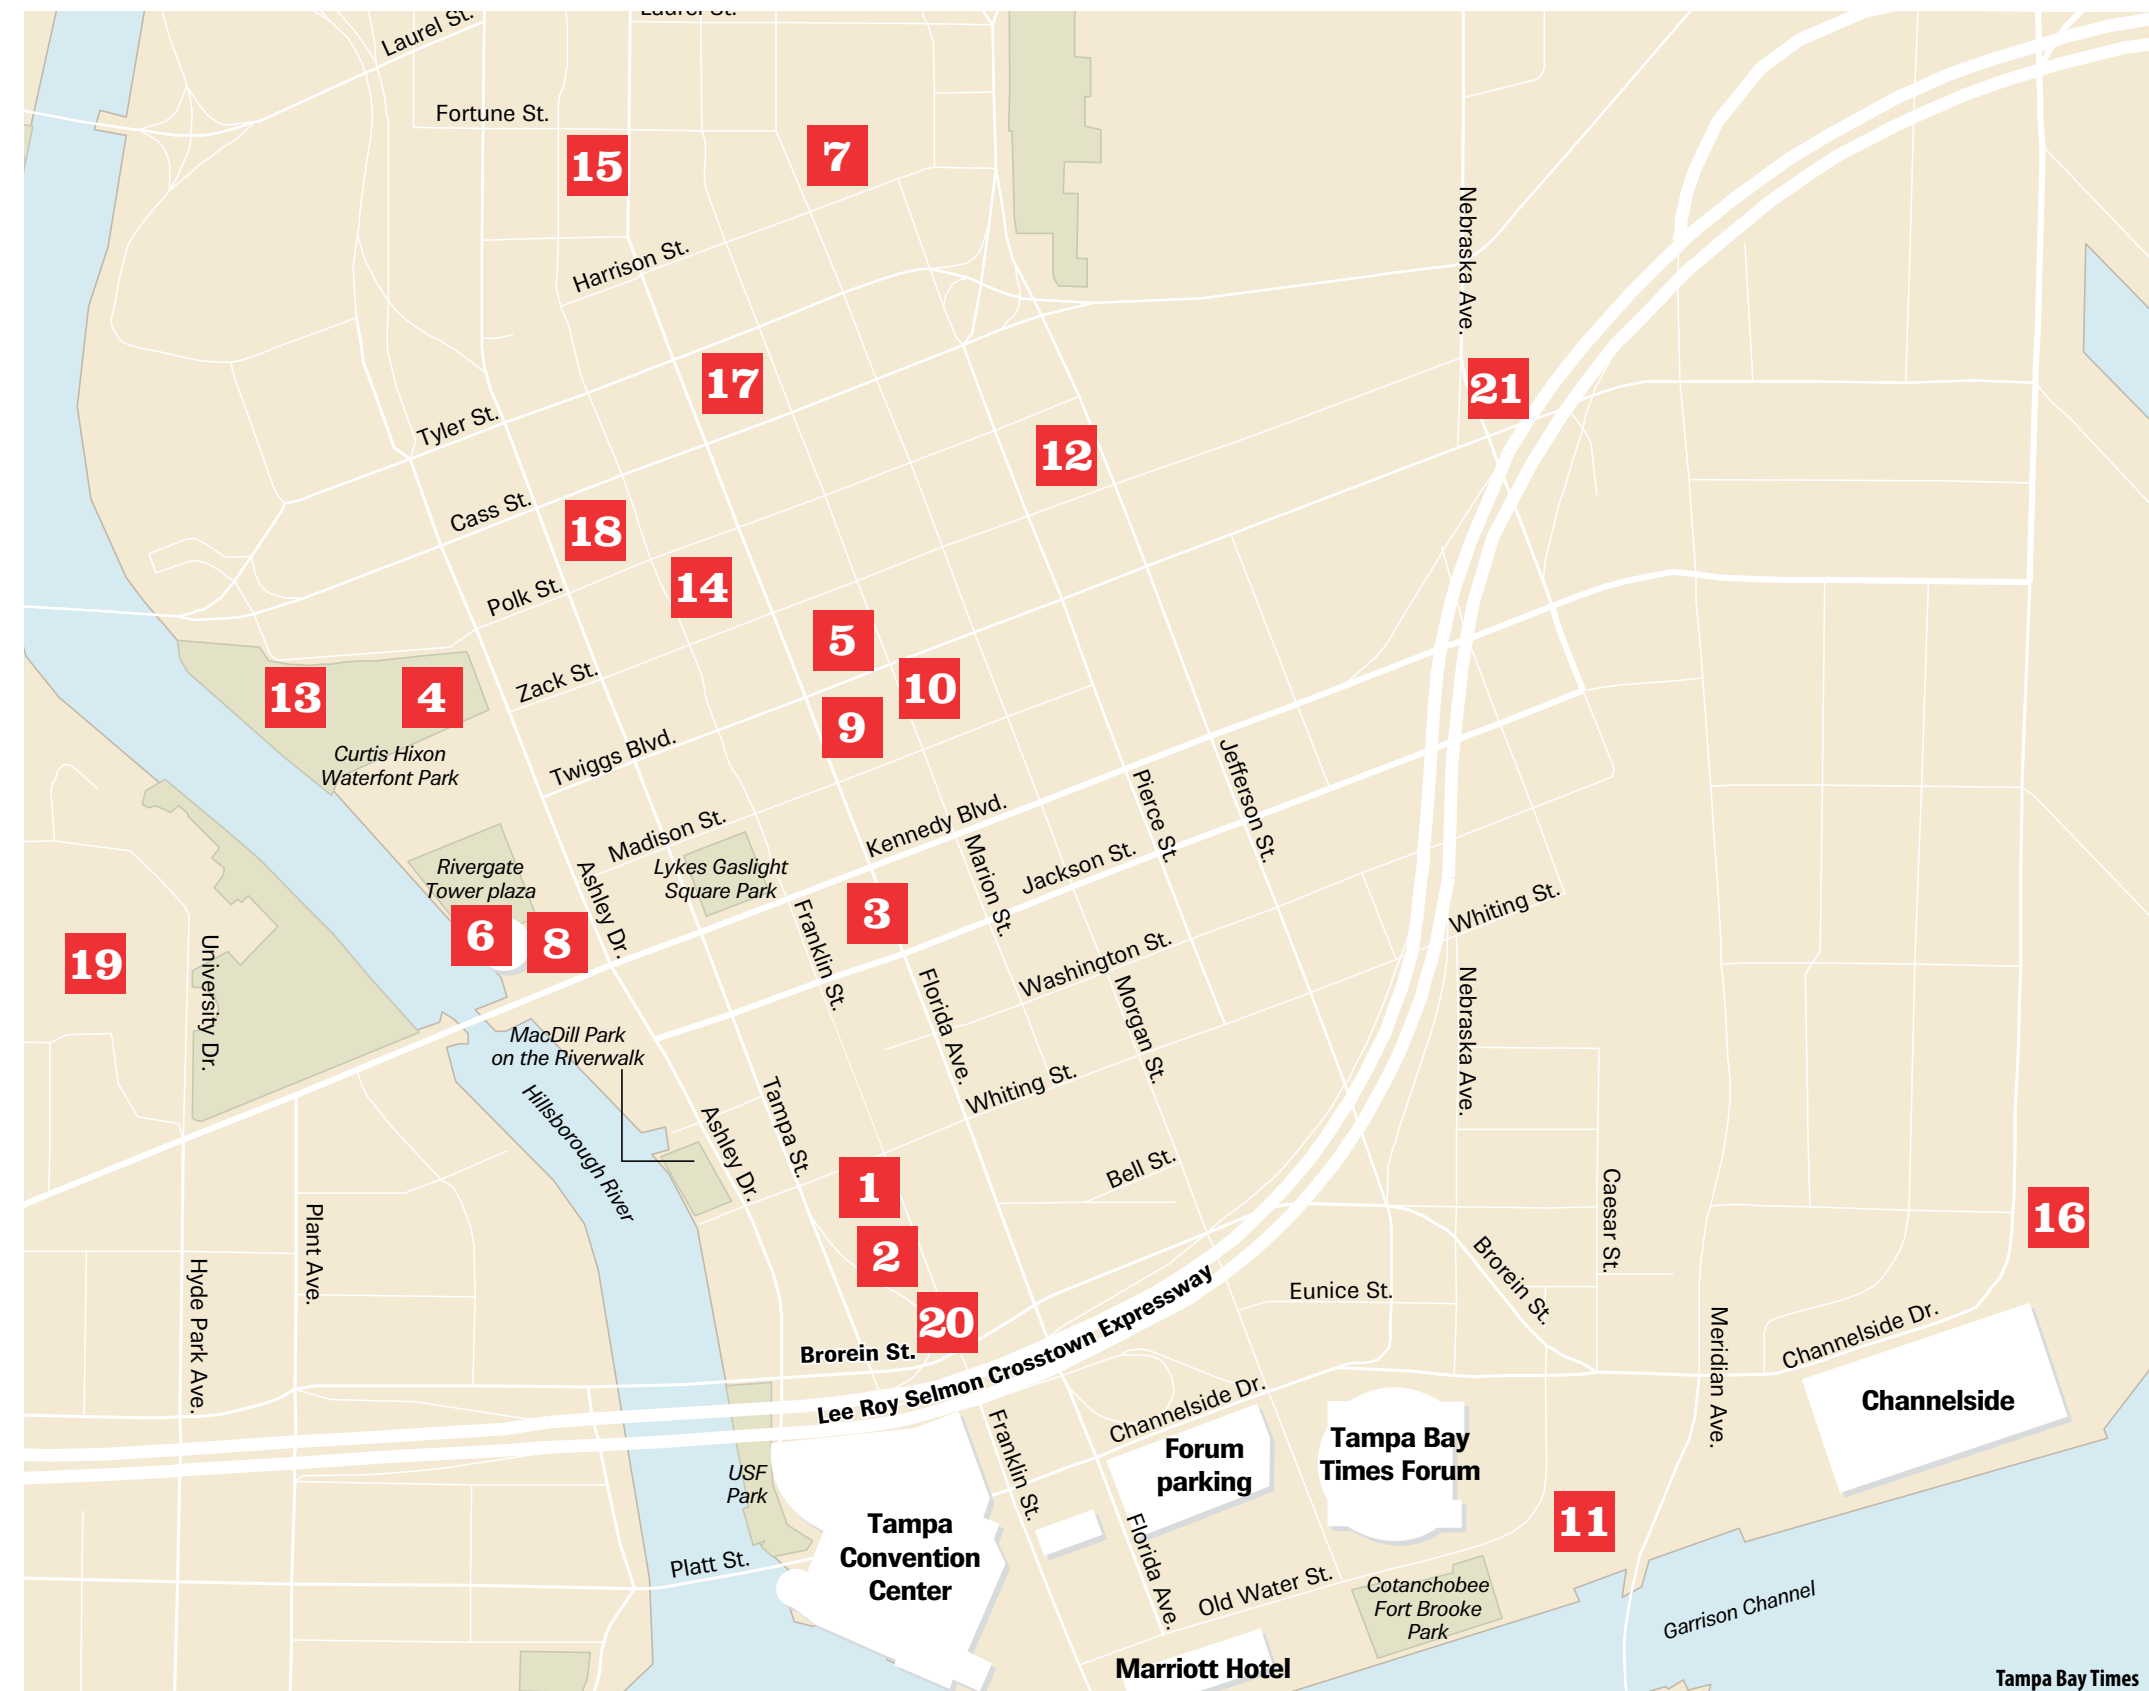 Laurel St.
Laurel St.
Fortune St.
15
7
Harrison St.
Nebraska Ave.
17
21
Tyler St.
12
Cass St.
18
14
Polk St.
5
13
4
Zack St.
10
9
Curtis Hixon
Waterfont Park
Twiggs Blvd.
Madison St.
Kennedy Blvd.
Pierce St.
Jefferson St.
Rivergate
Tower plaza
Ashley Dr.
Lykes Gaslight
Square Park
Marion St.
Jackson St.
6
8
3
Franklin St.
Whiting St.
19
University Dr.
Florida Ave.
Washington St.
Morgan St.
Nebraska Ave.
MacDill Park
on the Riverwalk
Hillsborough River
Tampa St.
Ashley Dr.
Whiting St.
Bell St.
1
2
20
Plant Ave.
Hyde Park Ave.
Caesar St.
16
Brorein St.
Eunice St.
Brorein St.
Lee Roy Selmon Crosstown Expressway
Meridian Ave.
Channelside Dr.
Channelside
Channelside Dr.
Franklin St.
Forum
parking
Tampa Bay
Times Forum
USF
Park
Tampa
Convention
Center
11
Florida Ave.
Platt St.
Old Water St.
Cotanchobee
Fort Brooke
Park
Garrison Channel
Marriott Hotel
Tampa Bay Times